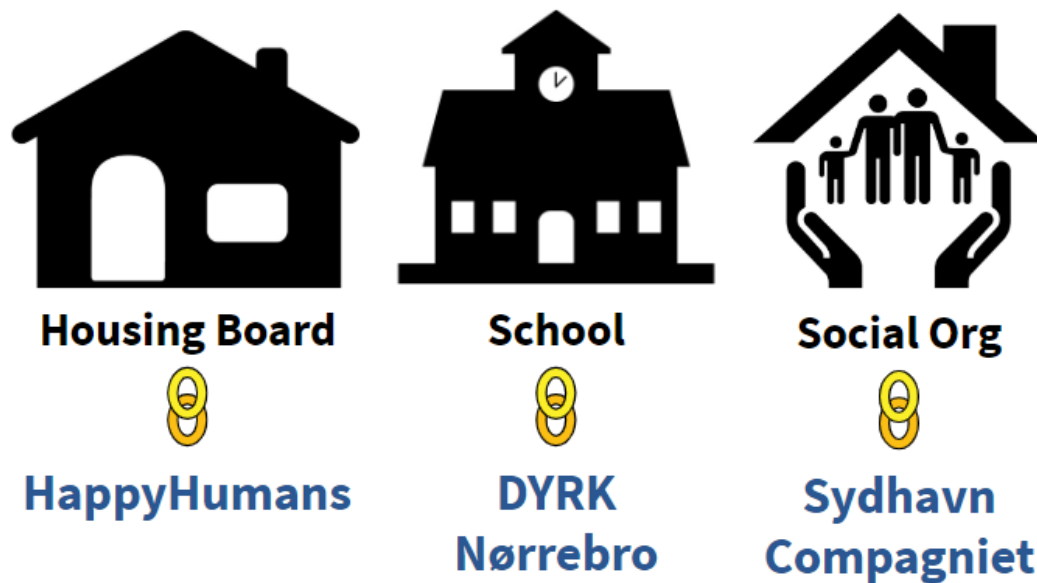 Housing Board
School
Social Org
HappyHumans
DYRK
Nørrebro
Sydhavn
Compagniet